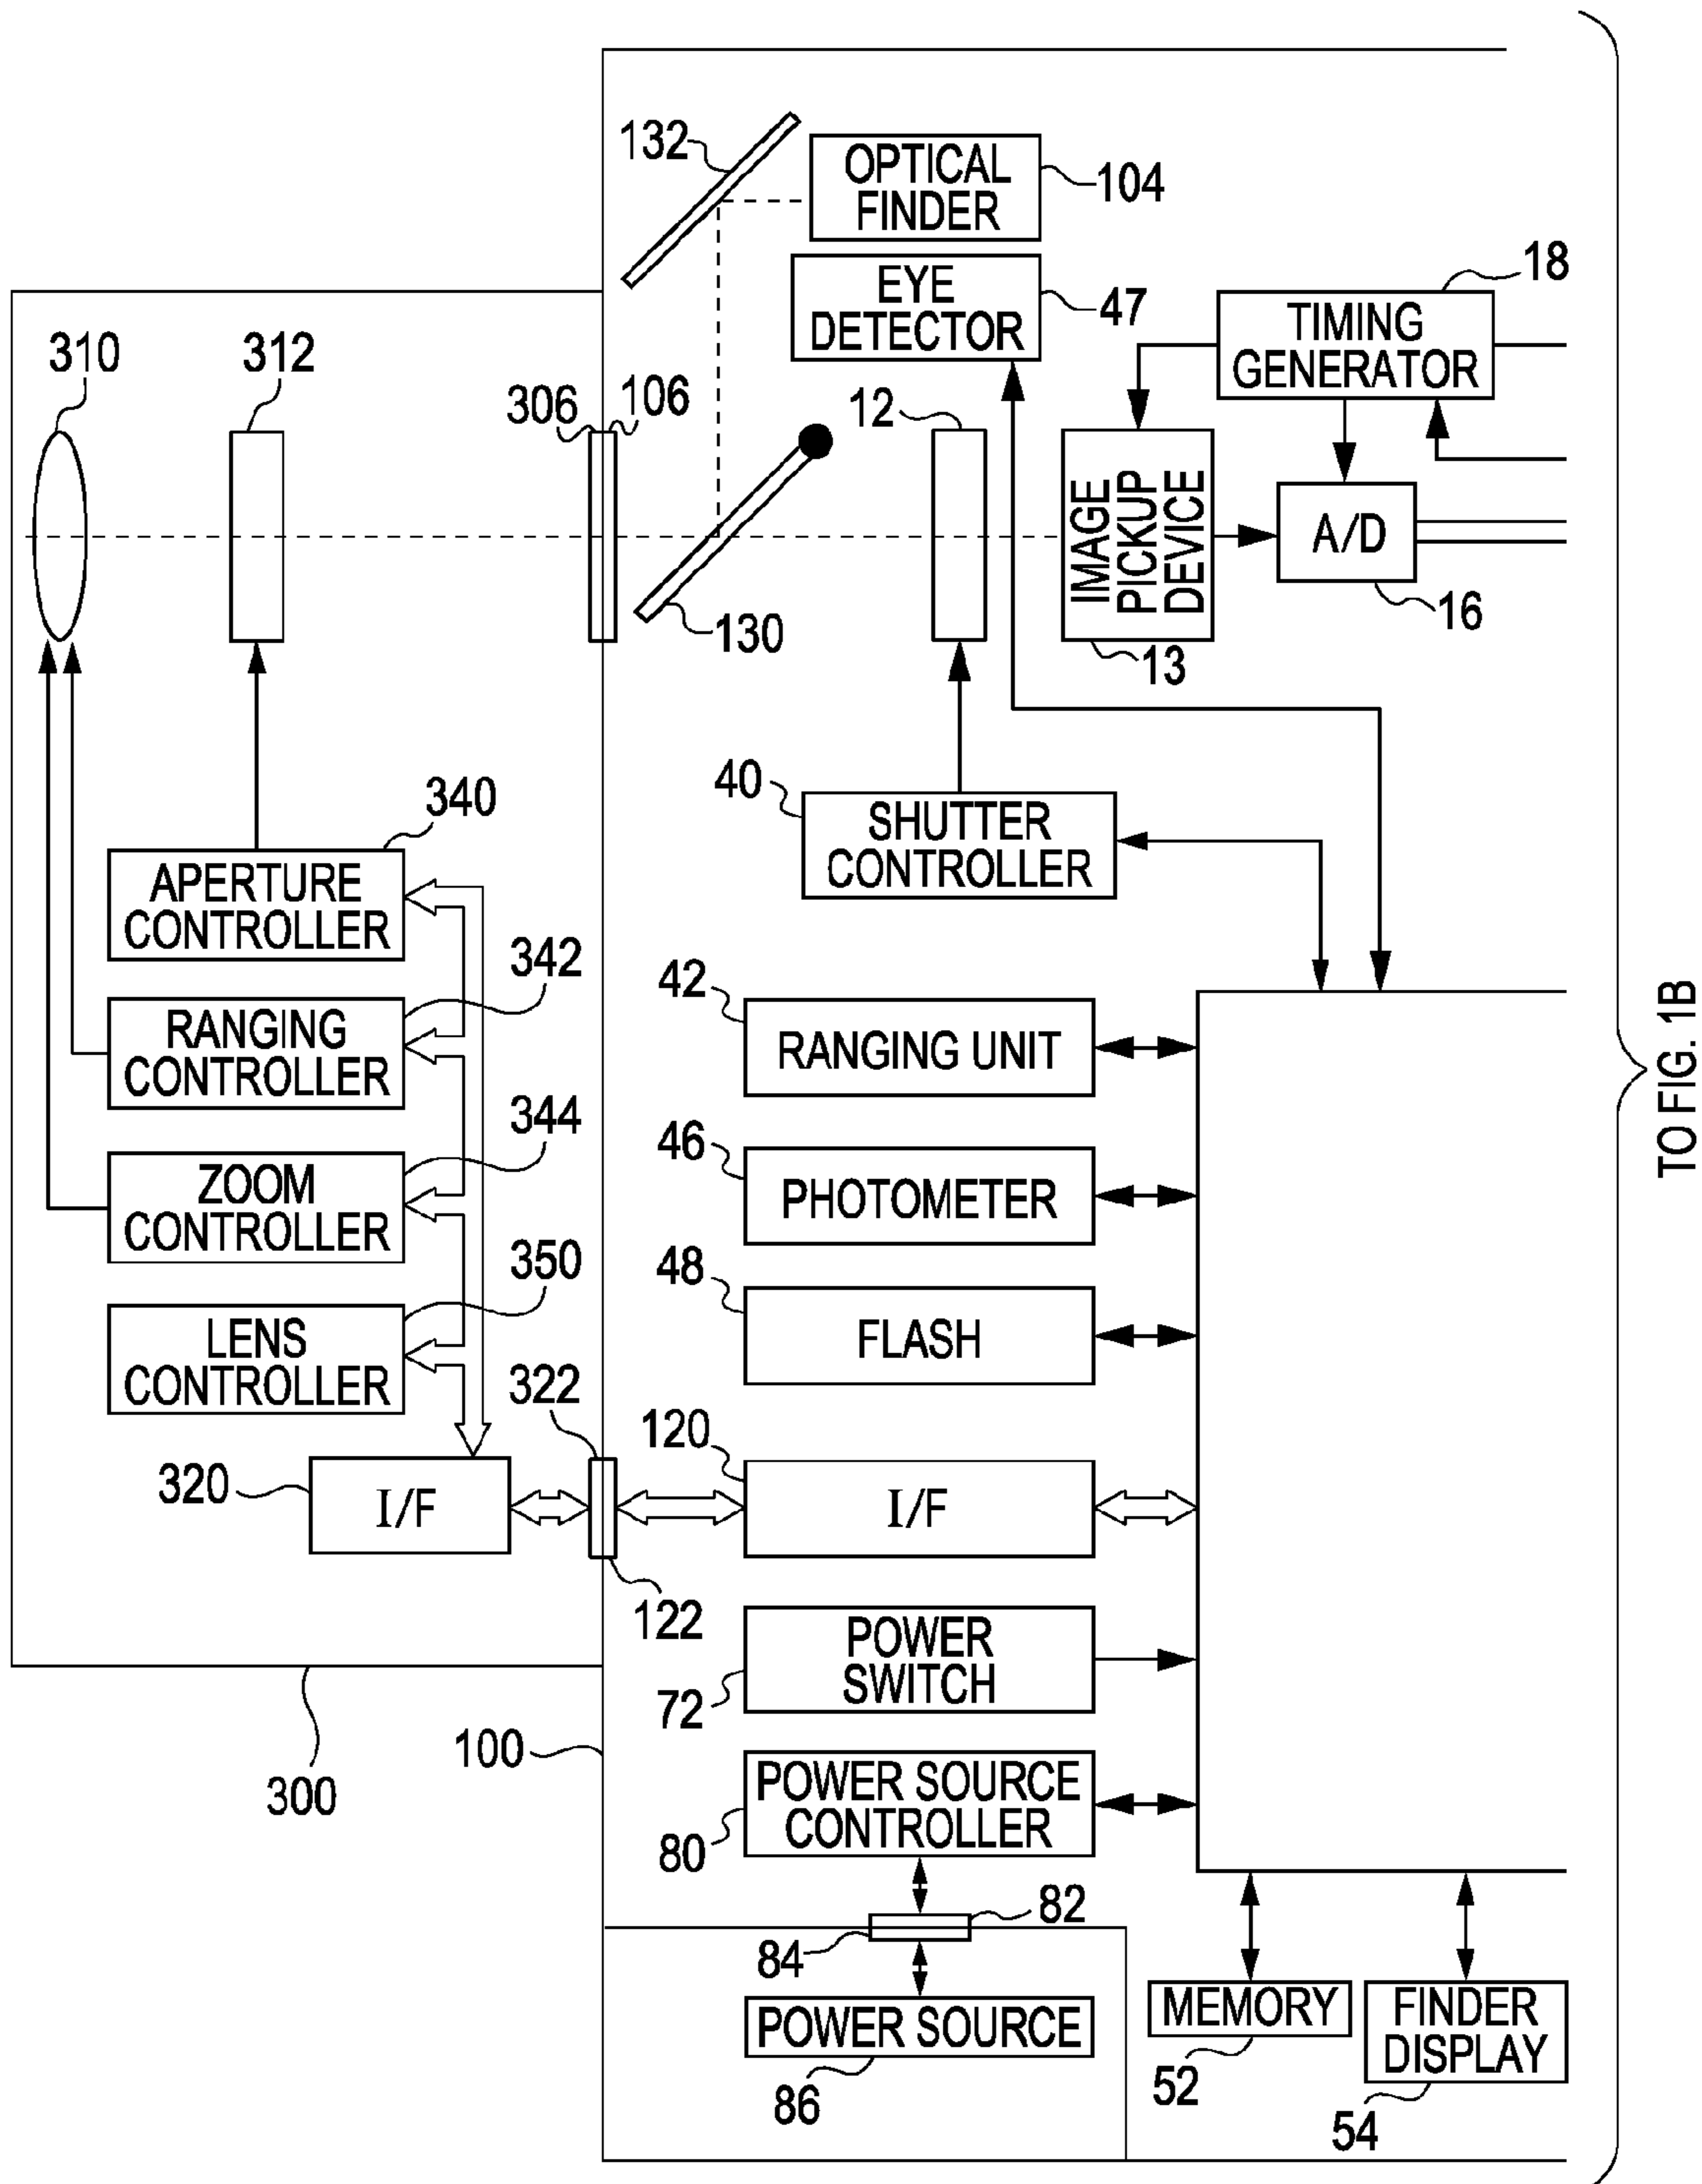 132
OPTICAL
FINDER
104
EYE
DETECTOR
47
18
TIMING
GENERATOR
310
312
306
106
12
IMAGE
PICKUP
DEVICE
A/D
16
130
13
40
SHUTTER
CONTROLLER
340
APERTURE
CONTROLLER
342
RANGING
CONTROLLER
42
RANGING UNIT
344
ZOOM
CONTROLLER
46
PHOTOMETER
350
LENS
CONTROLLER
48
FLASH
322
320
I/F
120
I/F
122
POWER
SWITCH
72
100
300
POWER SOURCE
CONTROLLER
80
82
84
POWER SOURCE
86
MEMORY
52
FINDER
DISPLAY
54
TO FIG. 1B